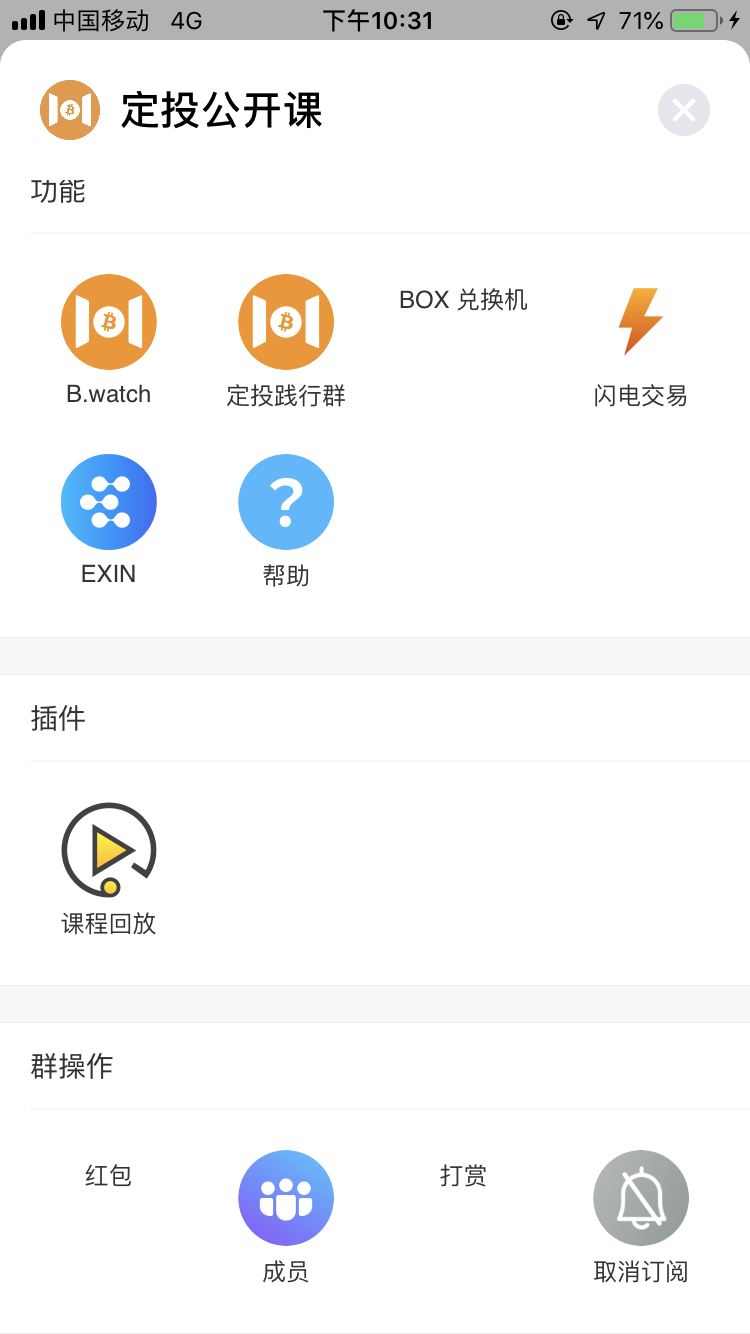 中国移动 4G 下午10:31 71%
定投公开课
功能
B.watch 定投践行群 BOX 兑换机 闪电交易
EXIN 帮助
插件
课程回放
群操作
红包 成员 打赏 取消订阅